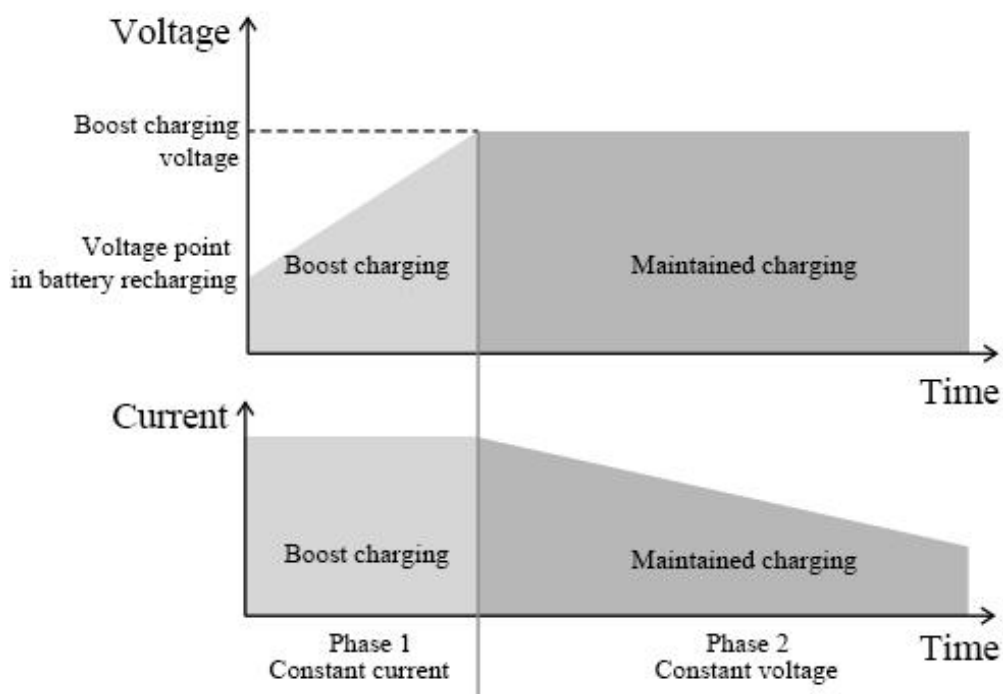 Voltage
Boost charging
voltage
Voltage point
in battery recharging
Boost charging
Maintained charging
Time
Current
Boost charging
Maintained charging
Time
Phase 1
Constant current
Phase 2
Constant voltage